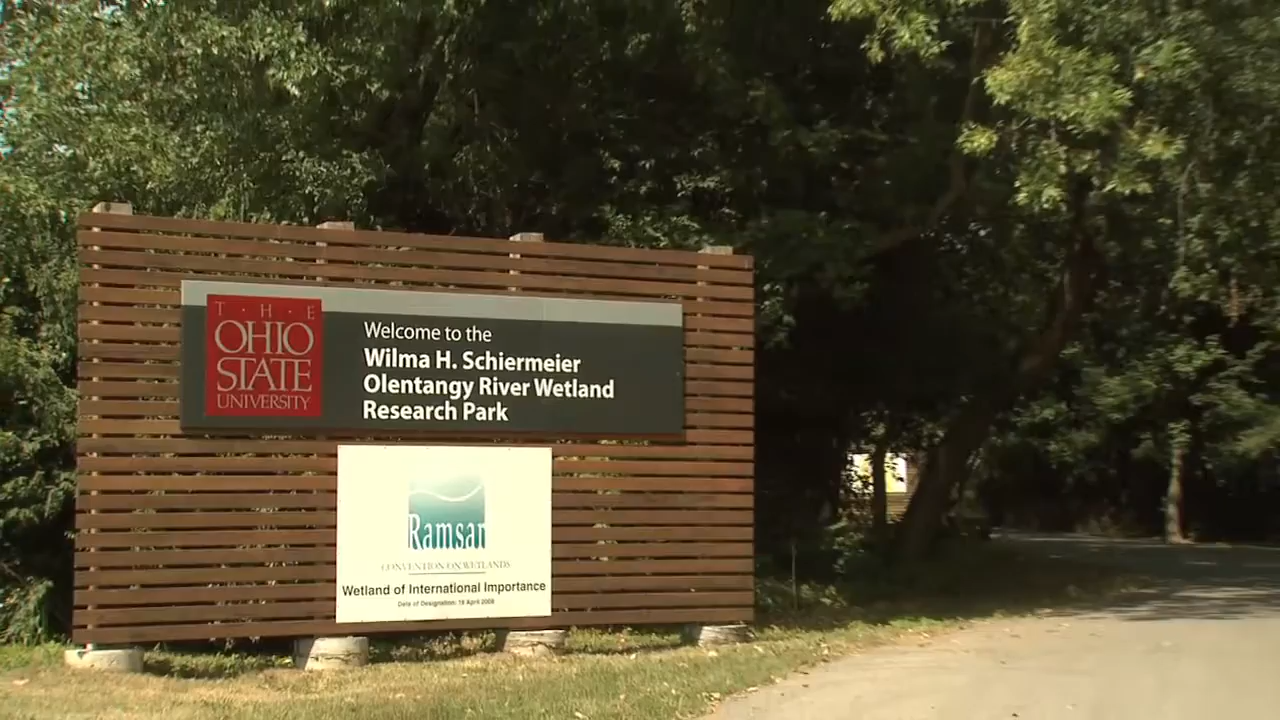 T·H·E
OHIO
STATE
UNIVERSITY
Welcome to the
Wilma H. Schiermeier
Olentangy River Wetland
Research Park
Ramsar
CONVENTION ON WETLANDS
Wetland of International Importance
Date of Designation: 18 April 2008